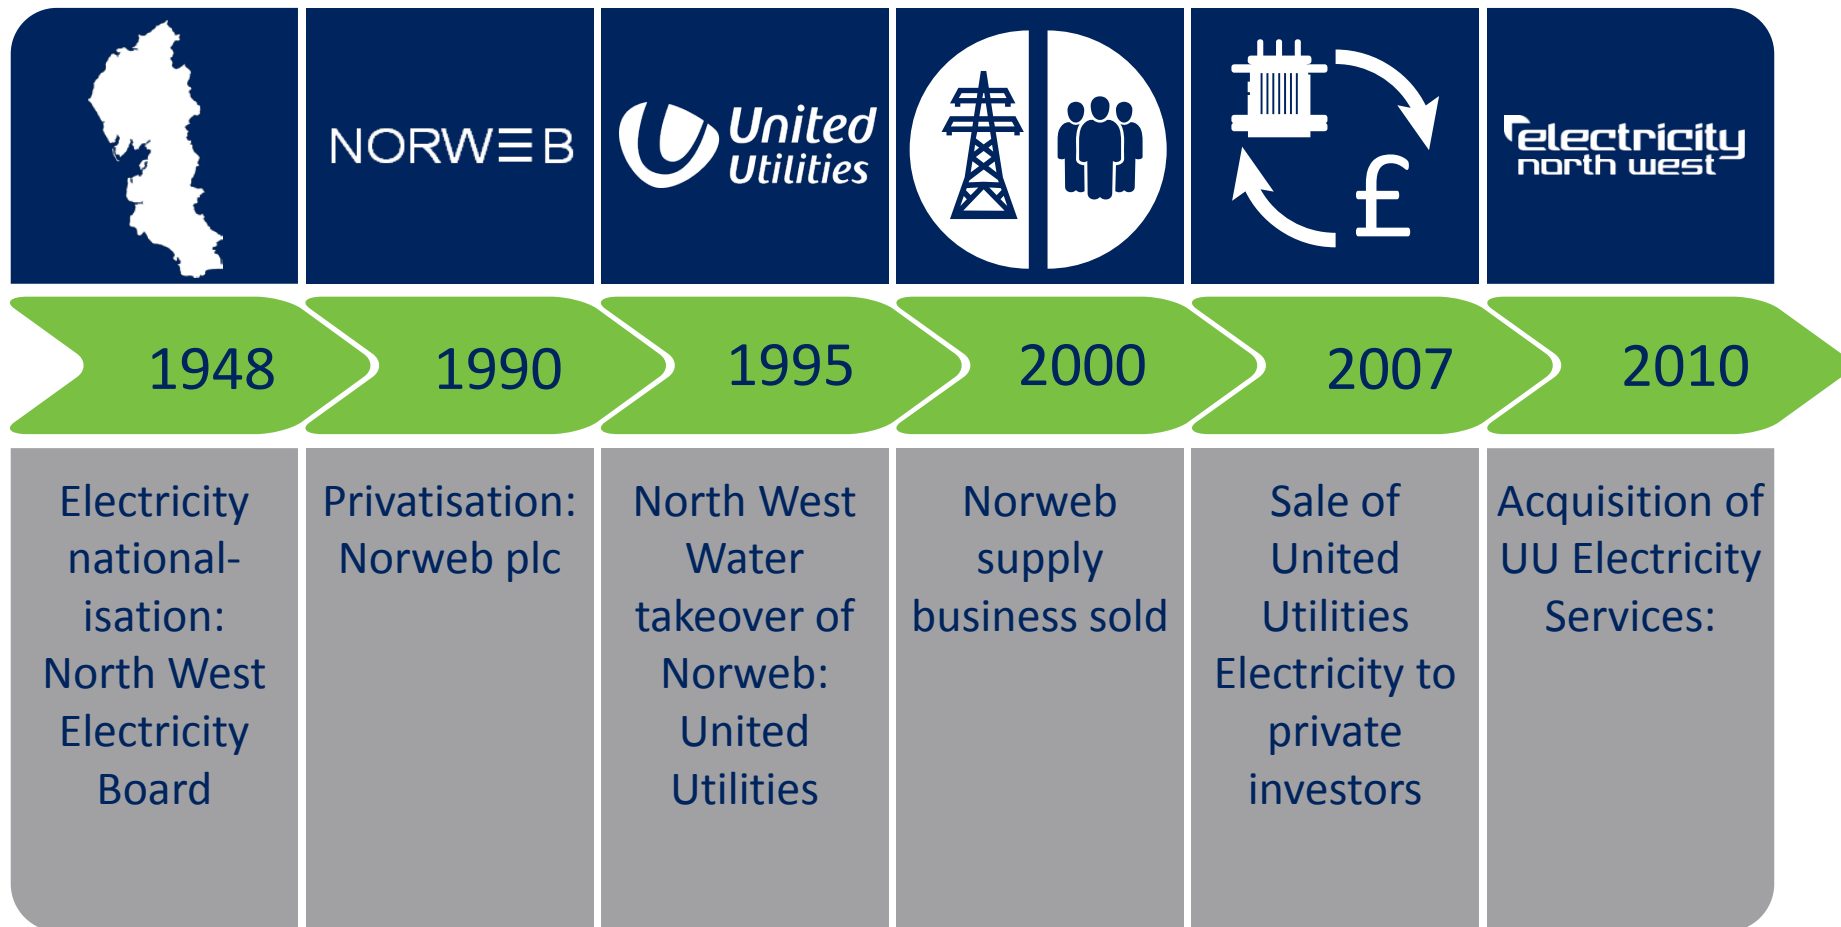 NORWEB
United
Utilities
£
electricity
north west
1948
1990
1995
2000
2007
2010
Electricity
national-
isation:
North West
Electricity
Board
Privatisation:
Norweb plc
North West
Water
takeover of
Norweb:
United
Utilities
Norweb
supply
business sold
Sale of
United
Utilities
Electricity to
private
investors
Acquisition of
UU Electricity
Services: